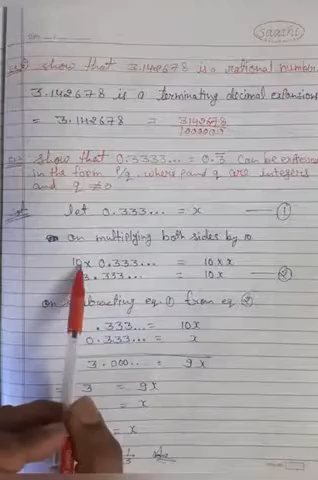 Saathi
show that 3.142678 is a rational number.
3.142678 is a terminating decimal expansions
= 3.142678 = 3142678
1000000
show that 0.3333... = 0.3̅ can be expressed
in the form p/q, where p and q are integers
and q ≠ 0
let 0.333... = x ①
on multiplying both sides by 10
10 x 0.333... = 10 x x
3.333... = 10x ②
on eq. ① from eq ②
.333... = 10x
0.333... = x
3.000... = 9x
= 3 = 9x
= x
= x
1/3